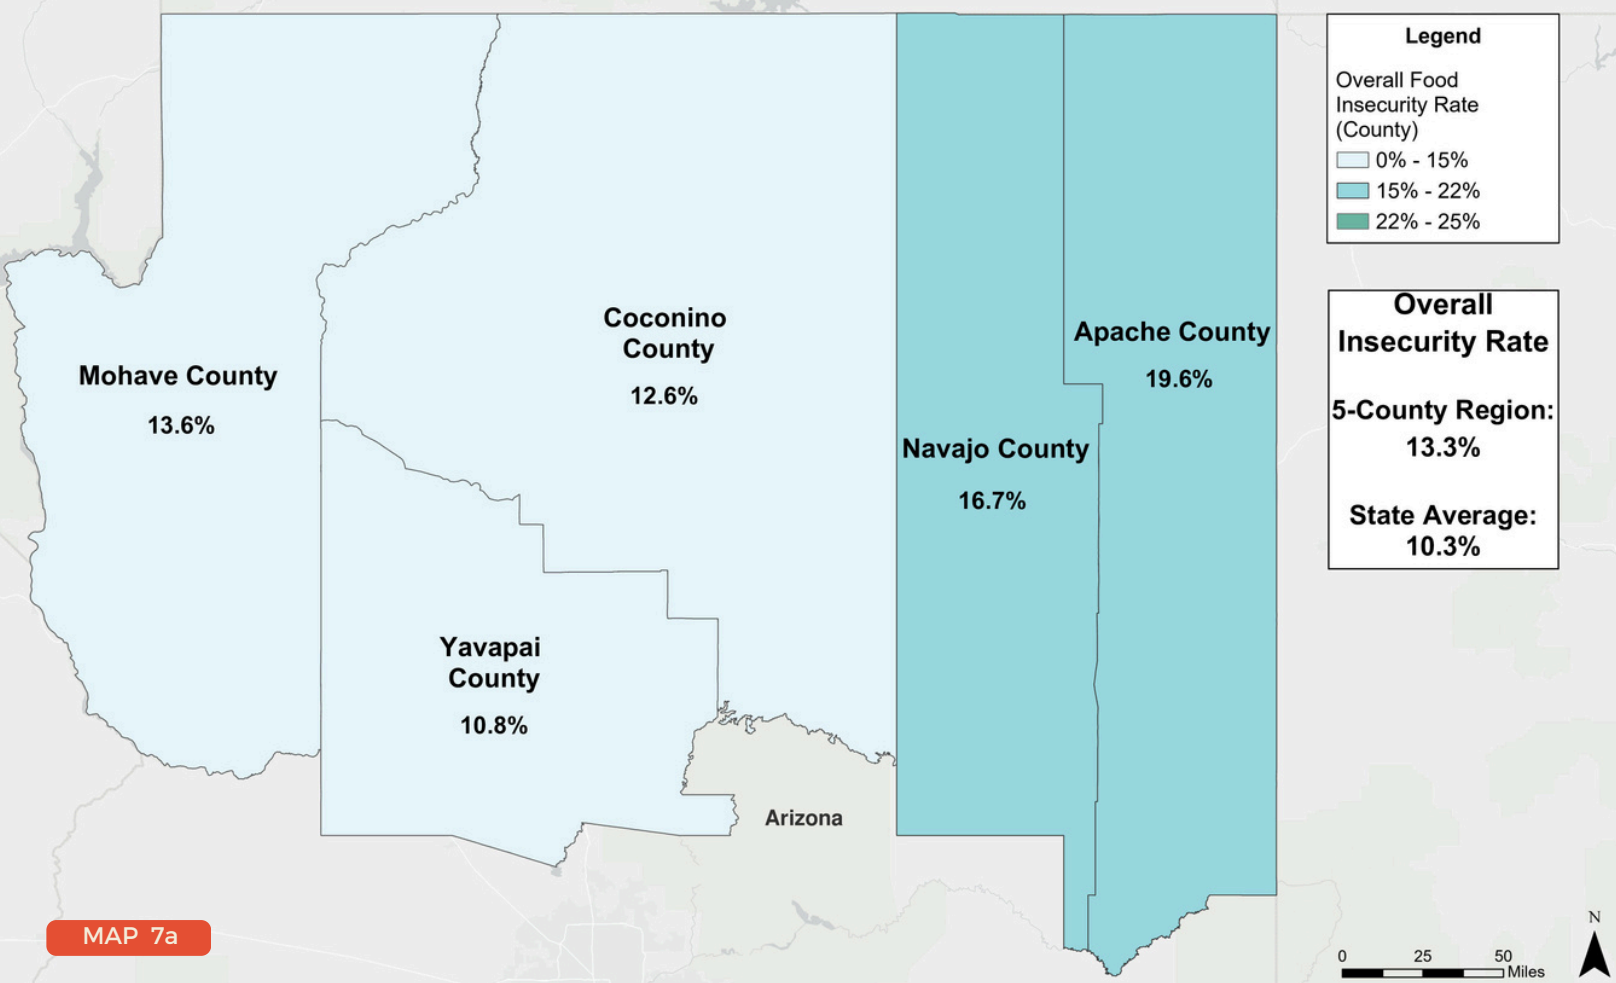 Legend
Overall Food
Insecurity Rate
(County)
0% - 15%
15% - 22%
22% - 25%
Overall
Insecurity Rate
5-County Region:
13.3%
State Average:
10.3%
Coconino
County
12.6%
Apache County
19.6%
Mohave County
13.6%
Navajo County
16.7%
Yavapai
County
10.8%
Arizona
MAP 7a
N
0 25 50
Miles